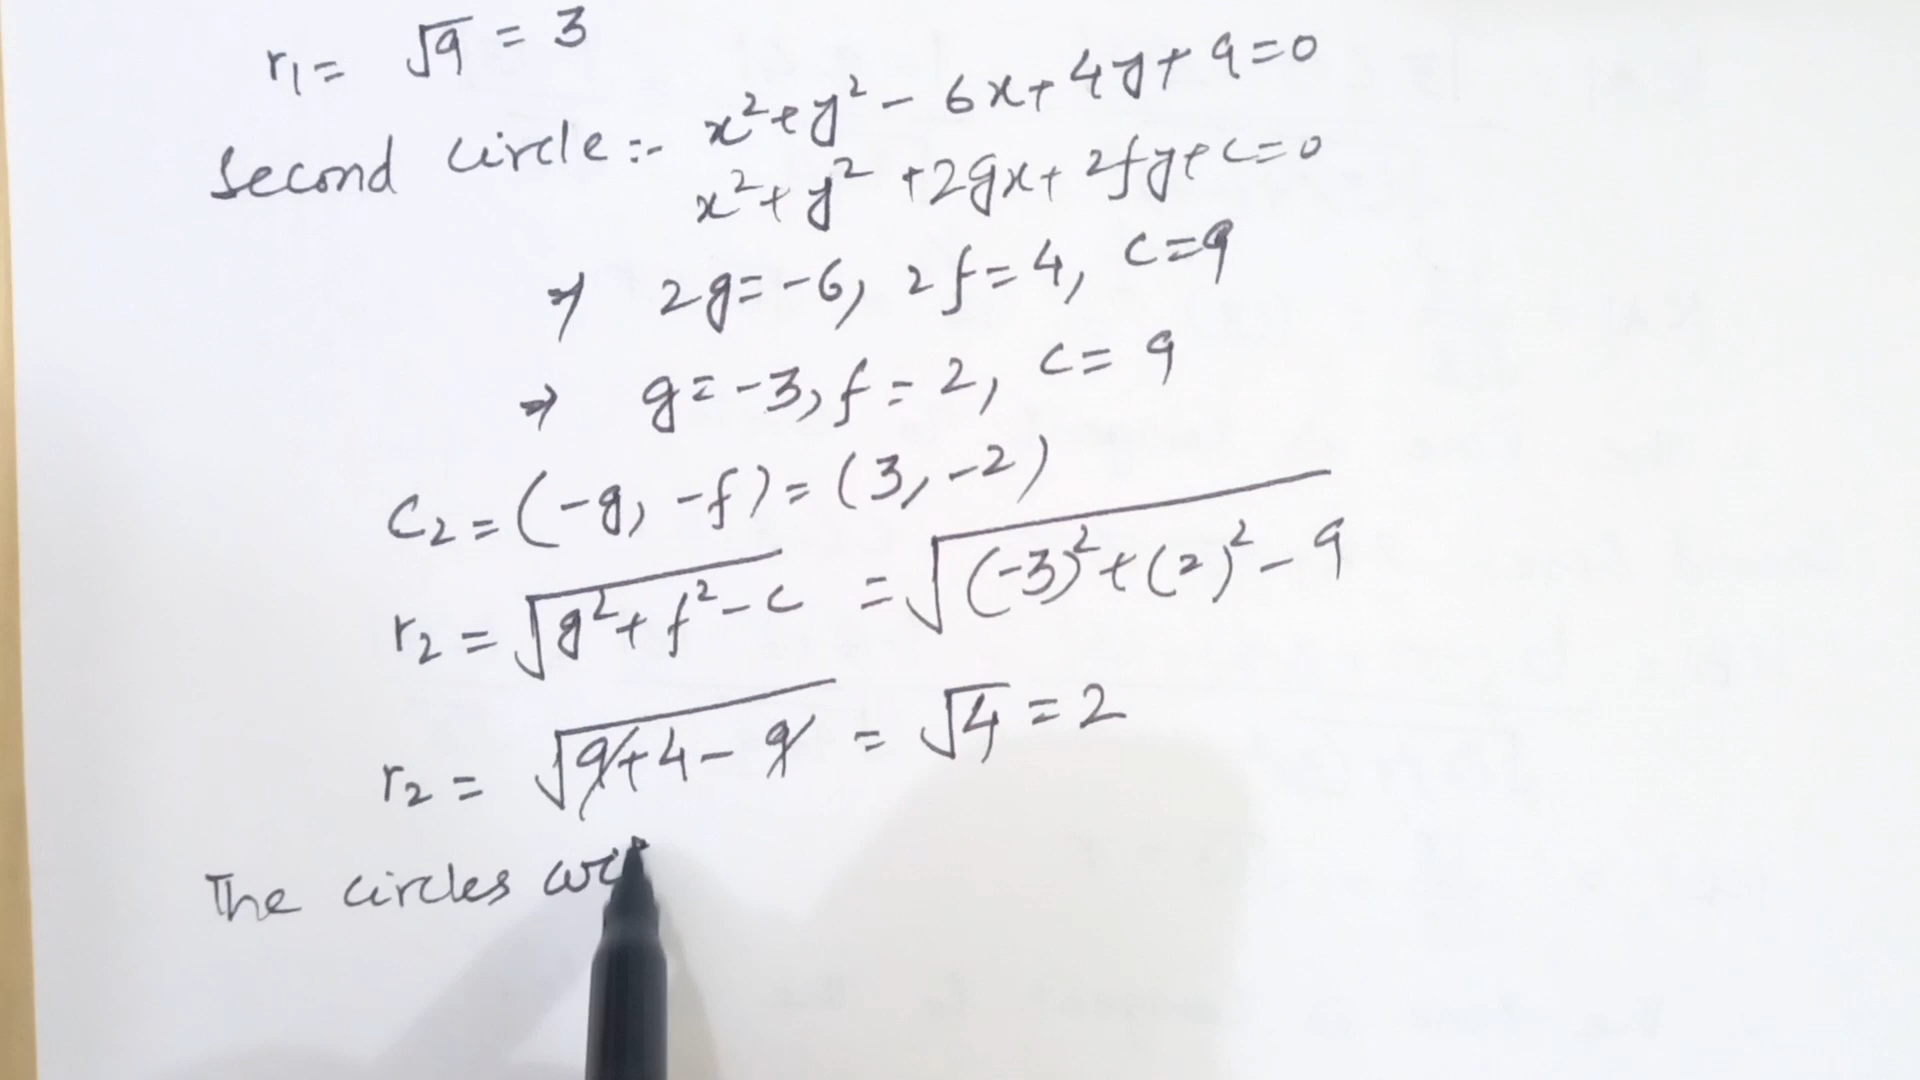 r₁ = √9 = 3
Second circle:- x² + y² - 6x + 4y + 9 = 0
x² + y² + 2gx + 2fy + c = 0
⇒ 2g = -6, 2f = 4, c = 9
⇒ g = -3, f = 2, c = 9
C₂ = (-g, -f) = (3, -2)
r₂ = √(g² + f² - c) = √((-3)² + (2)² - 9)
r₂ = √(9 + 4 - 9) = √4 = 2
The circles wi